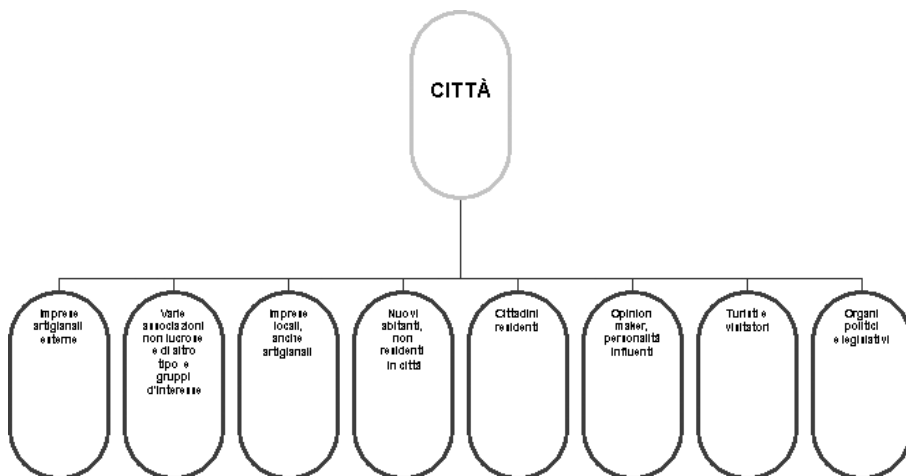 CITTÀ
Imprese
artigianali
esterne
Varie
associazioni
non lucrose
e di altro
tipo e
gruppi
d'interesse
Imprese
locali,
anche
artigianali
Nuovi
abitanti,
non
residenti
in città
Cittadini
residenti
Opinion
maker,
personalità
influenti
Turisti e
visitatori
Organi
politici
e legislativi